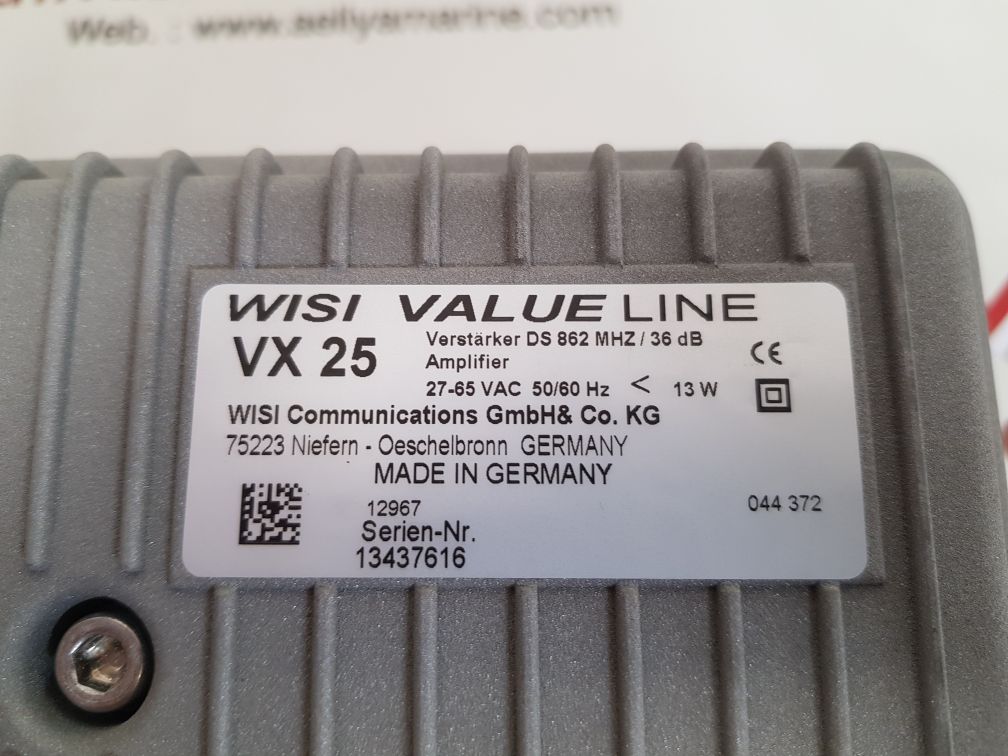 Web. : www.aeliyamarine.com
WISI VALUE LINE
VX 25
Verstärker DS 862 MHZ / 36 dB
Amplifier
27-65 VAC 50/60 Hz < 13 W
CE
WISI Communications GmbH& Co. KG
75223 Niefern - Oeschelbronn GERMANY
MADE IN GERMANY
12967
044 372
Serien-Nr.
13437616